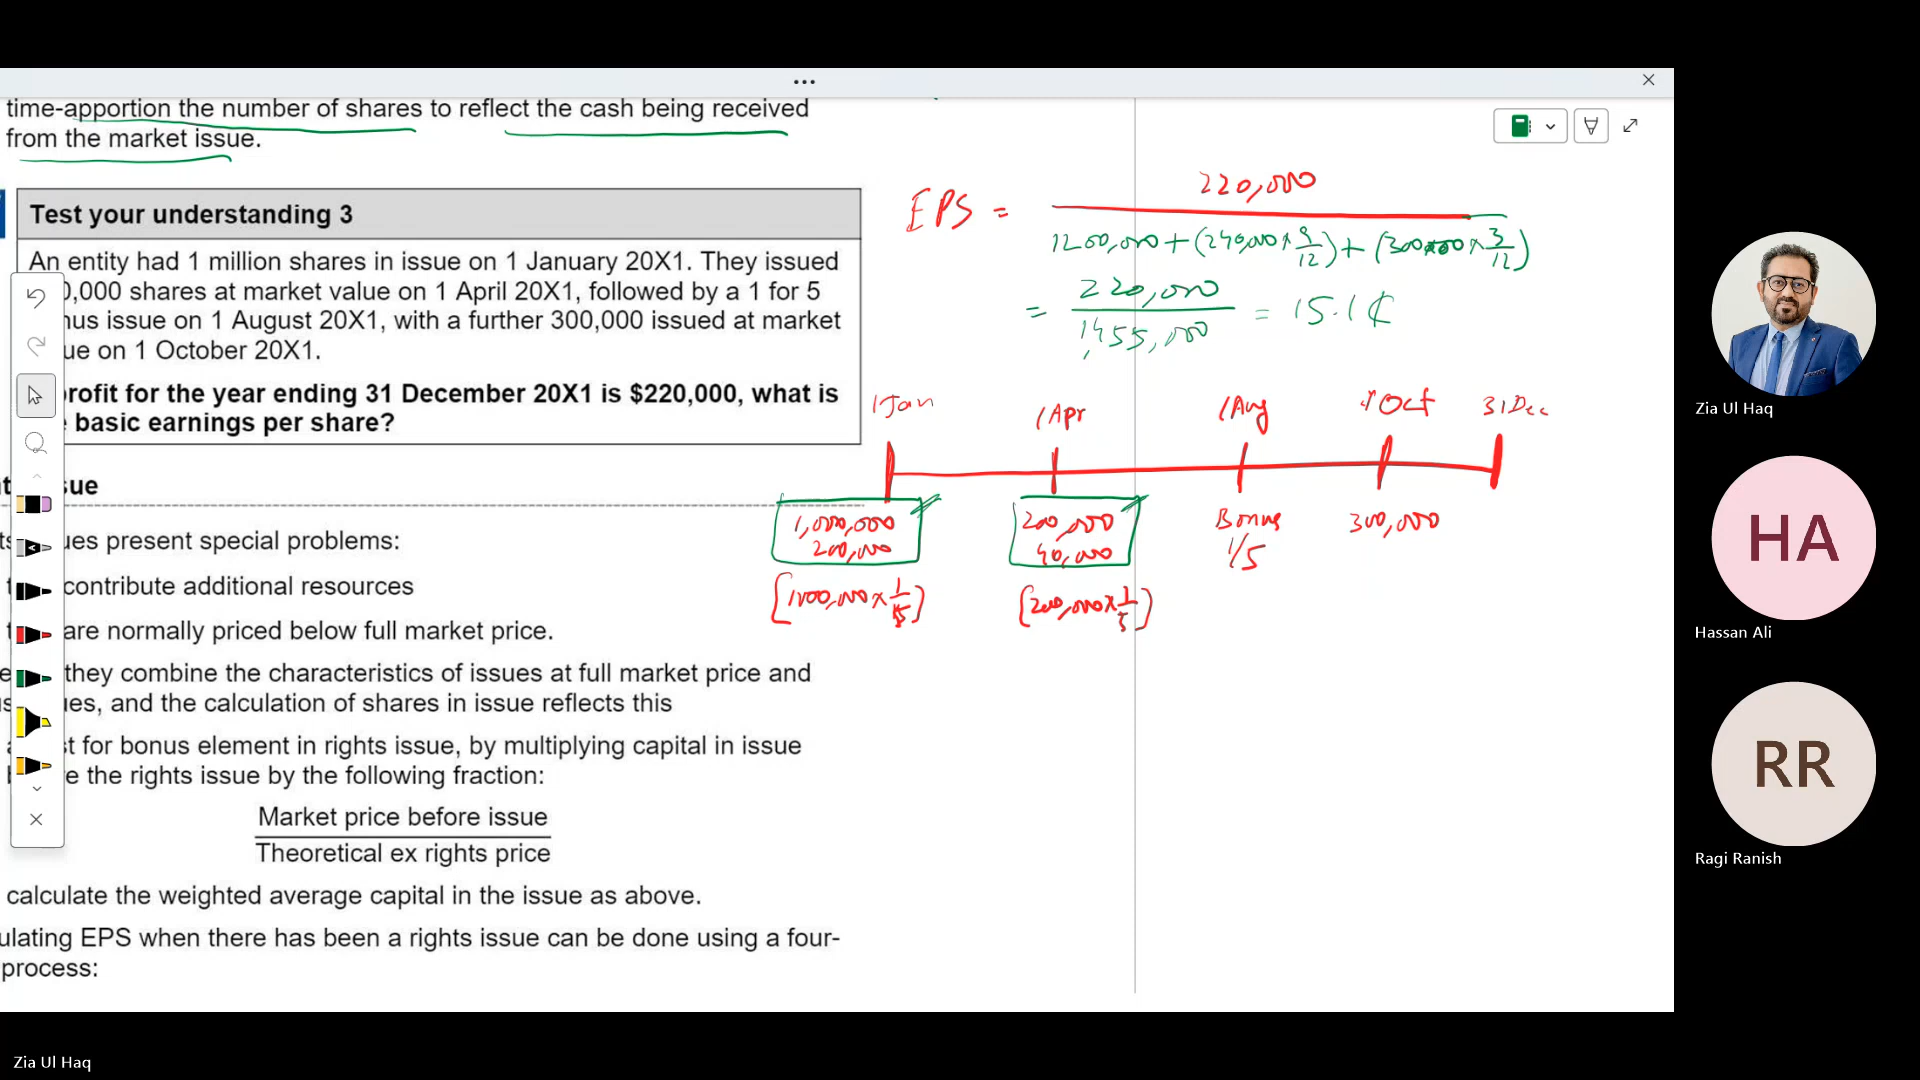 time-apportion the number of shares to reflect the cash being received
from the market issue.
Test your understanding 3
An entity had 1 million shares in issue on 1 January 20X1. They issued
0,000 shares at market value on 1 April 20X1, followed by a 1 for 5
nus issue on 1 August 20X1, with a further 300,000 issued at market
ue on 1 October 20X1.
profit for the year ending 31 December 20X1 is $220,000, what is
basic earnings per share?
sue
ues present special problems:
contribute additional resources
are normally priced below full market price.
they combine the characteristics of issues at full market price and
ues, and the calculation of shares in issue reflects this
st for bonus element in rights issue, by multiplying capital in issue
e the rights issue by the following fraction:
Market price before issue
Theoretical ex rights price
calculate the weighted average capital in the issue as above.
ulating EPS when there has been a rights issue can be done using a four-
process:
EPS =
220,000
1200,000 + (240,000 × 9/12) + (300000 × 3/12)
= 220,000
1,455,000
= 15.1 ¢
1 Jan
1 Apr
1 Aug
1 Oct
31 Dec
1,000,000
200,000
[1000,000 × 1/5]
200,000
40,000
[200,000 × 1/5]
Bonus
1/5
300,000
Zia Ul Haq
HA
Hassan Ali
RR
Ragi Ranish
Zia Ul Haq